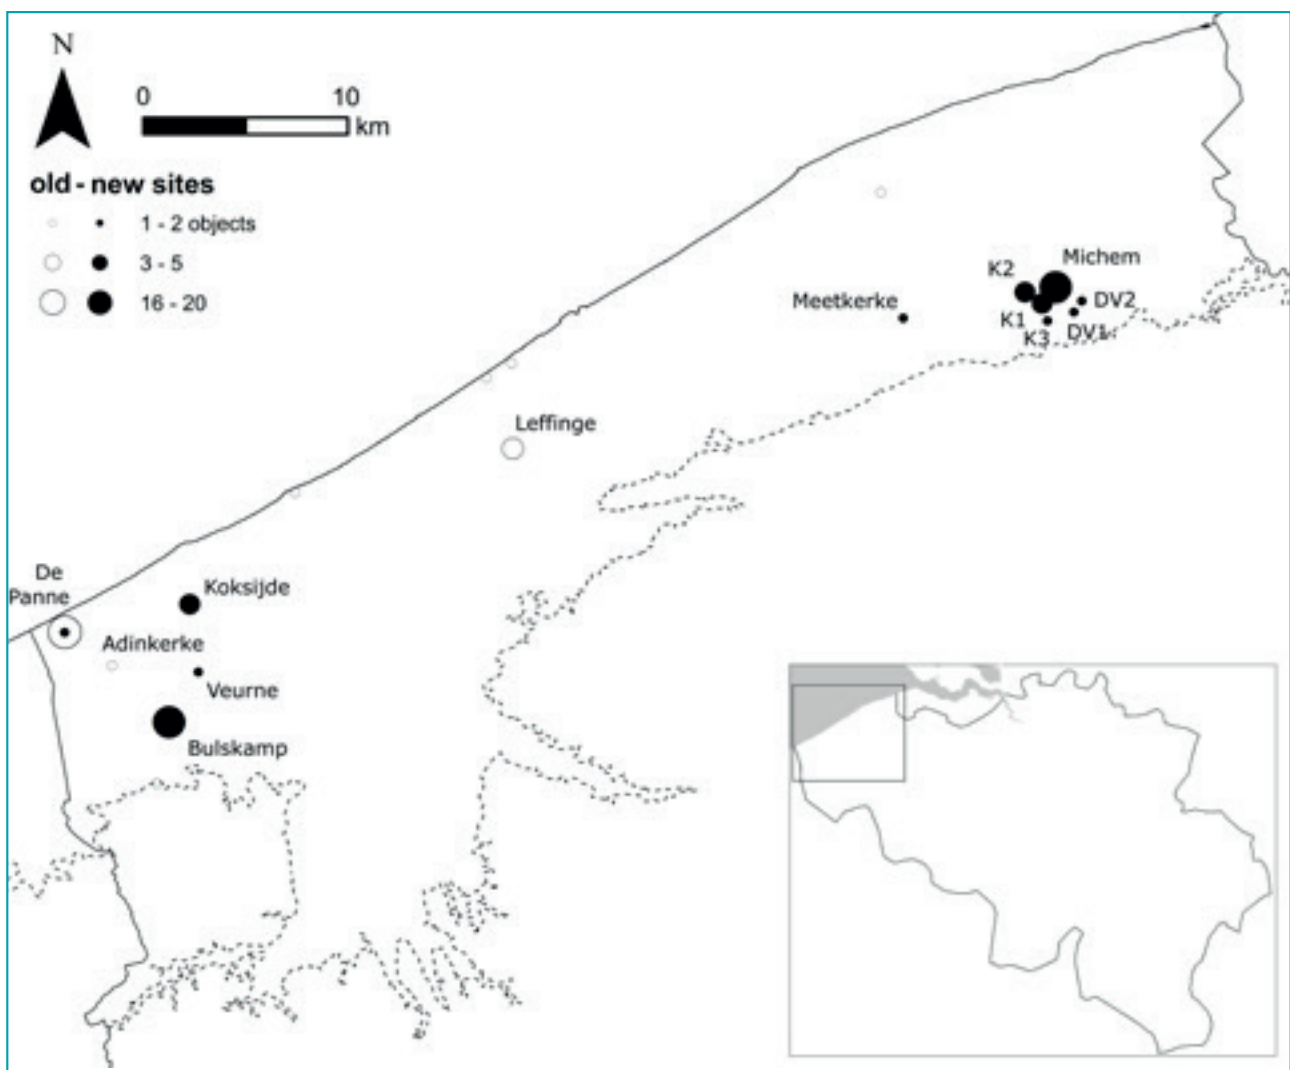 N
0 10
km
old - new sites
1 - 2 objects
3 - 5
16 - 20
Michem
K2
Meetkerke
DV2
K1
DV1
K3
Leffinge
De
Panne
Koksijde
Adinkerke
Veurne
Bulskamp